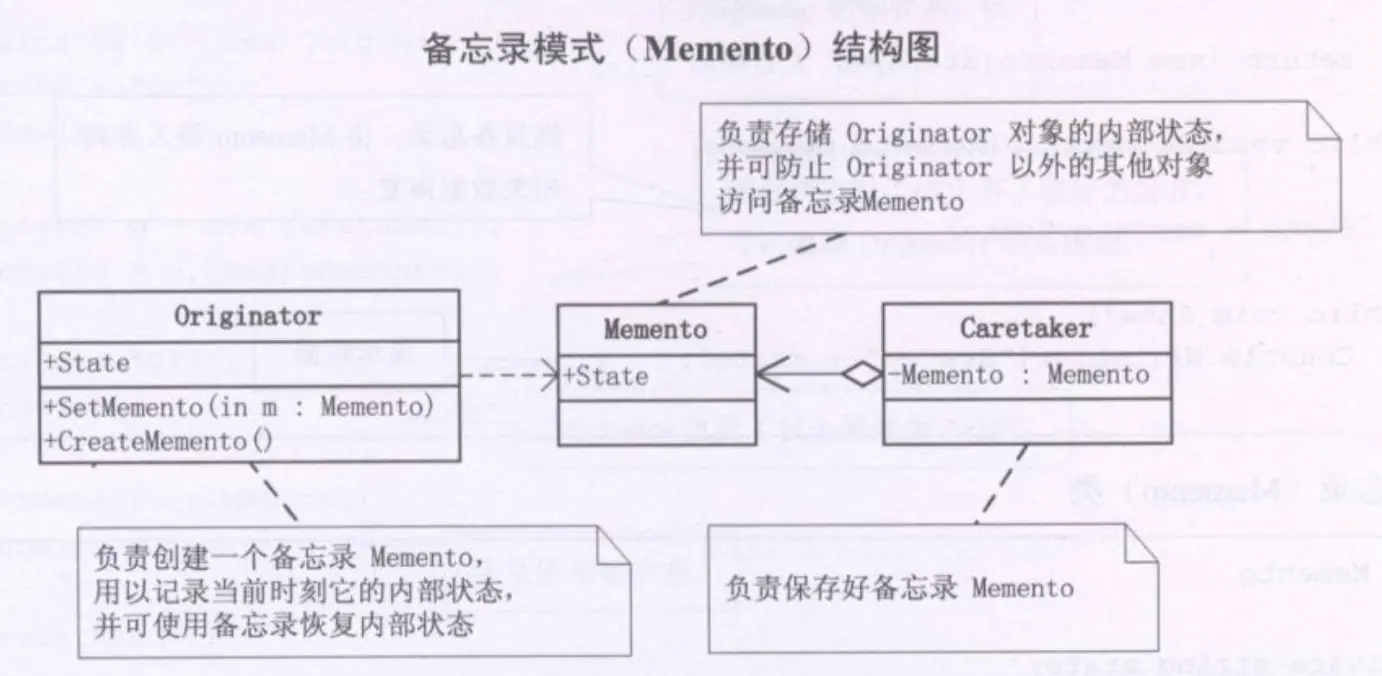 备忘录模式（Memento）结构图
负责存储 Originator 对象的内部状态，
并可防止 Originator 以外的其他对象
访问备忘录Memento
Originator
+State
+SetMemento(in m : Memento)
+CreateMemento()
Memento
+State
Caretaker
-Memento : Memento
负责创建一个备忘录 Memento，
用以记录当前时刻它的内部状态，
并可使用备忘录恢复内部状态
负责保存好备忘录 Memento